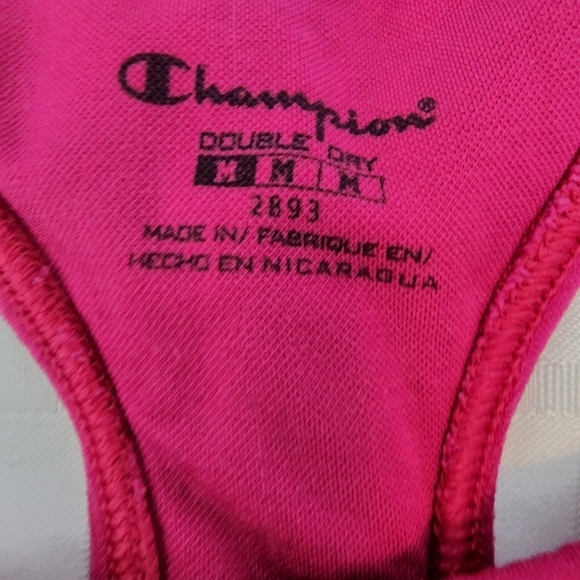 Champion®
DOUBLE DRY
M M M
2893
MADE IN/ FABRIQUE EN/
HECHO EN NICARAGUA